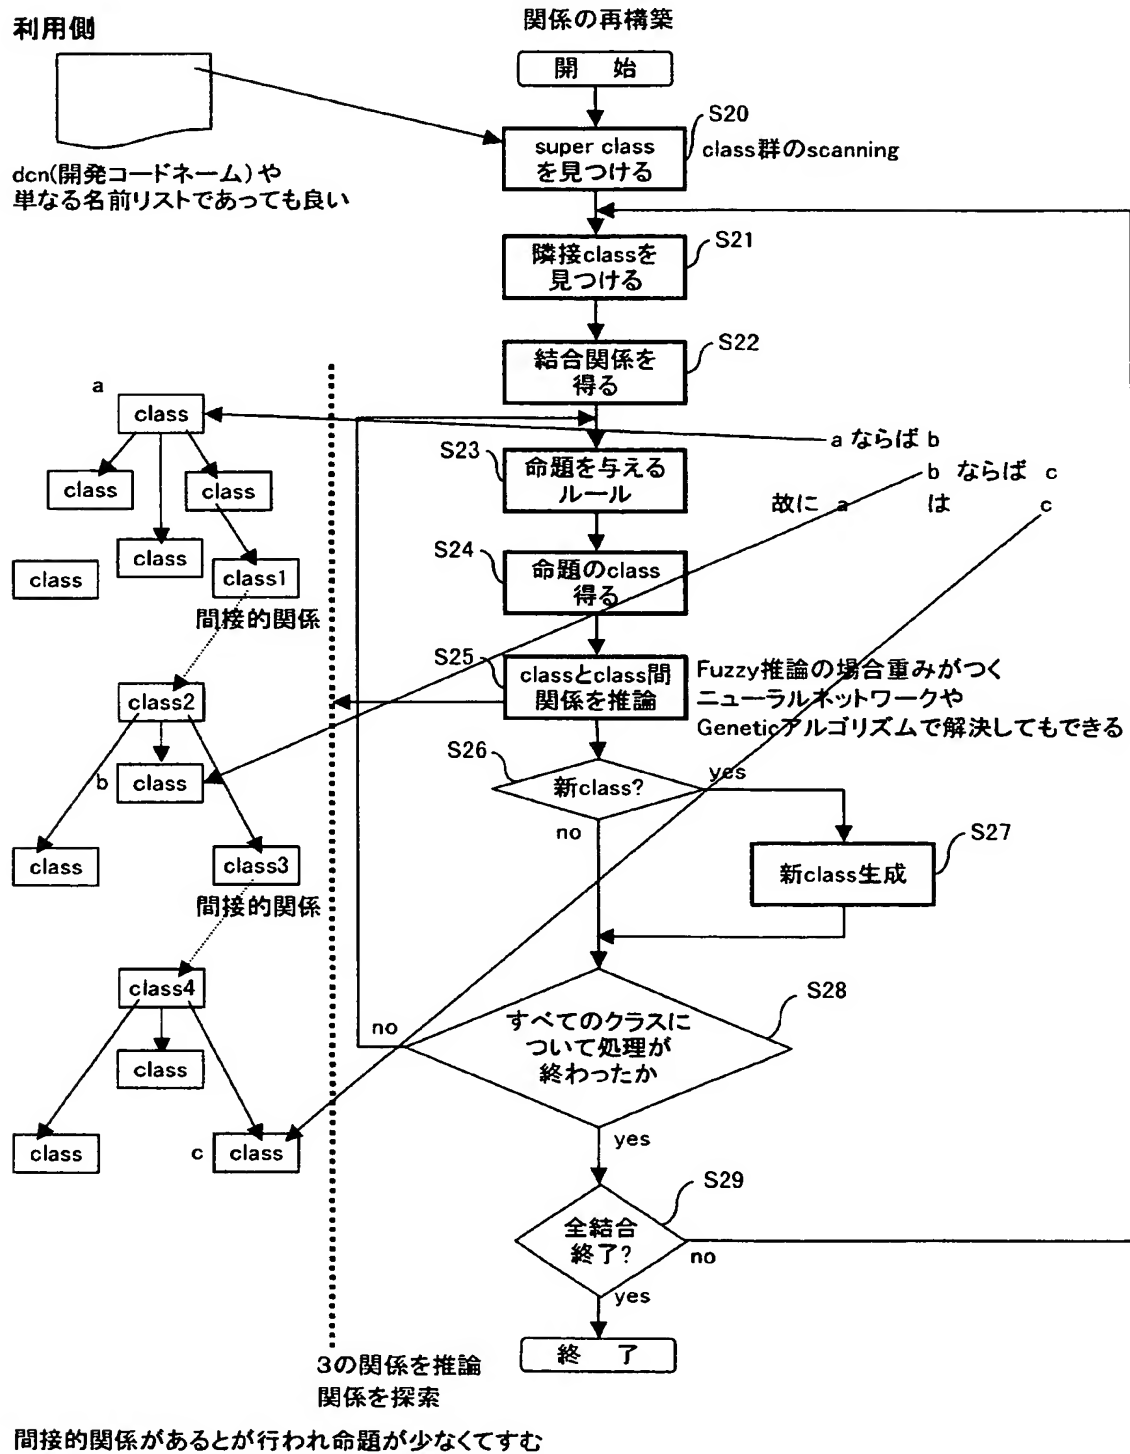 利用側
関係の再構築
開 始
dcn(開発コードネーム)や
単なる名前リストであっても良い
S20
super class
を見つける
class群のscanning
S21
隣接classを
見つける
S22
結合関係を
得る
a
class
class
class
class
class
class1
間接的関係
class2
b
class
class
class3
間接的関係
class4
class
class
c
class
S23
命題を与える
ルール
a ならば b
b ならば c
故に a は c
S24
命題のclass
得る
S25
classとclass間
関係を推論
Fuzzy推論の場合重みがつく
ニューラルネットワークや
Geneticアルゴリズムで解決してもできる
S26
新class?
yes
no
S27
新class生成
S28
すべてのクラスに
ついて処理が
終わったか
no
yes
S29
全結合
終了?
no
yes
終 了
3の関係を推論
関係を探索
間接的関係があるとが行われ命題が少なくてすむ